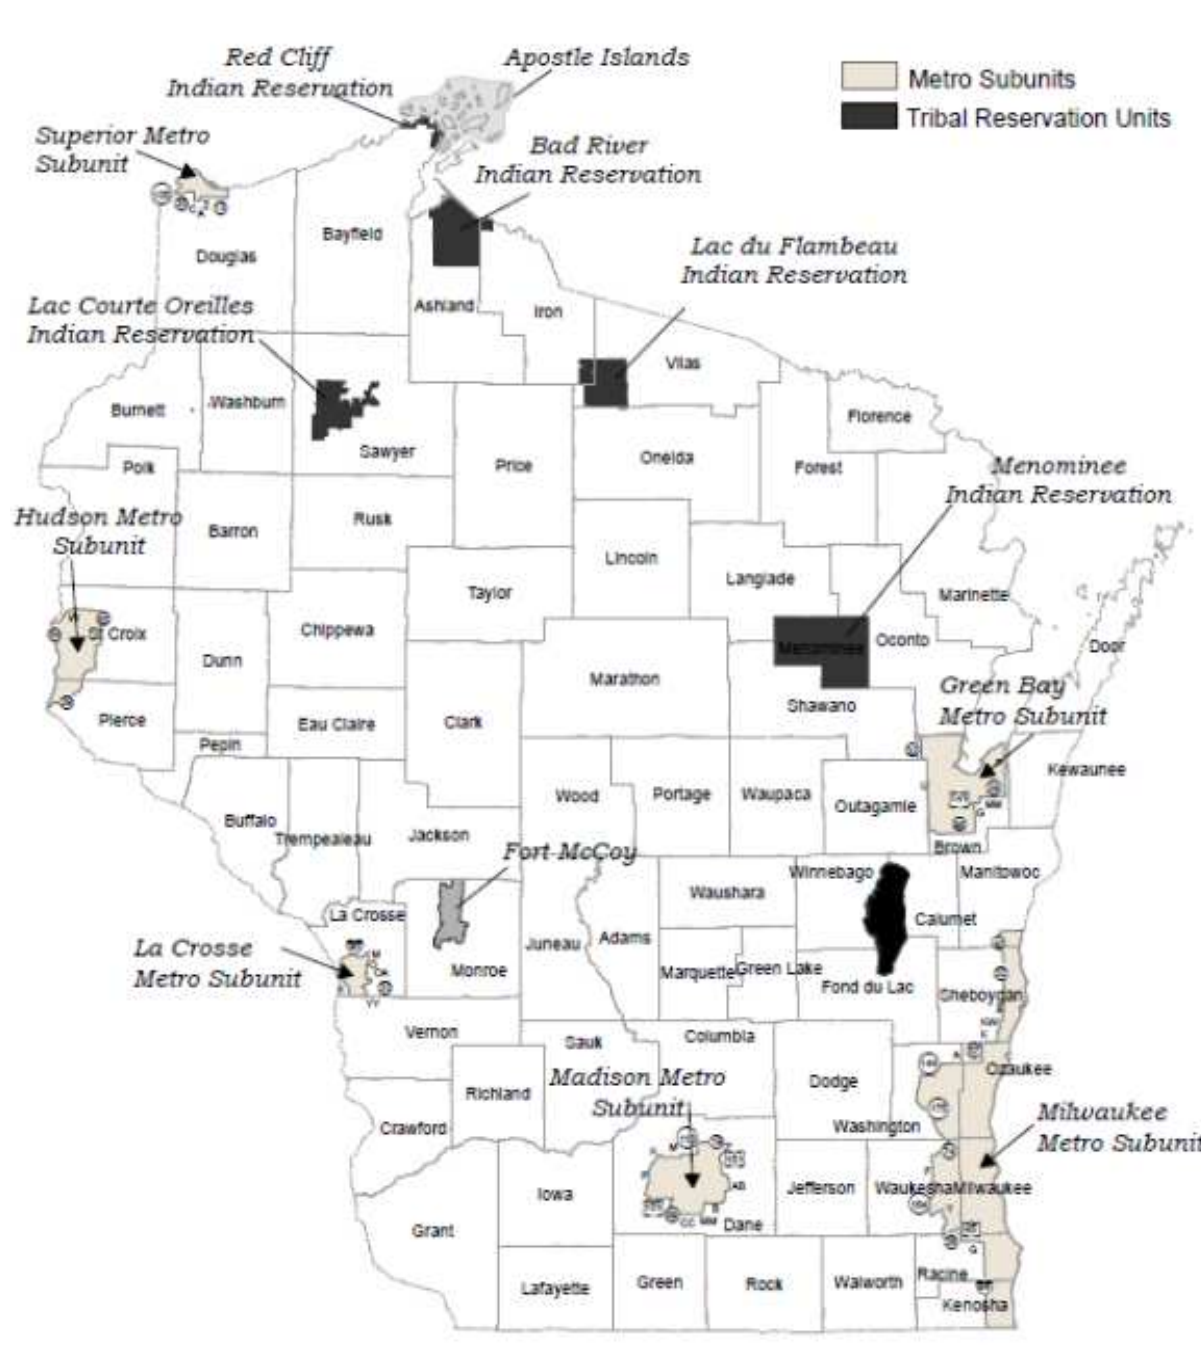 Red Cliff
Indian Reservation
Apostle Islands
Metro Subunits
Tribal Reservation Units
Superior Metro
Subunit
Bad River
Indian Reservation
Lac du Flambeau
Indian Reservation
Bayfield
Douglas
Lac Courte Oreilles
Indian Reservation
Ashland
Iron
Vilas
Burnett
Washburn
Sawyer
Florence
Polk
Price
Oneida
Forest
Menominee
Indian Reservation
Hudson Metro
Subunit
Barron
Rusk
Lincoln
Langlade
Taylor
Marinette
St Croix
Chippewa
Dunn
Menominee
Oconto
Door
Marathon
Green Bay
Metro Subunit
Pierce
Eau Claire
Clark
Shawano
Pepin
Kewaunee
Wood
Portage
Waupaca
Outagamie
Buffalo
Trempealeau
Jackson
Brown
Fort McCoy
Winnebago
Manitowoc
Waushara
La Crosse
Calumet
La Crosse
Metro Subunit
Juneau
Adams
Monroe
Marquette
Green Lake
Fond du Lac
Sheboygan
Vernon
Sauk
Columbia
Ozaukee
Madison Metro
Subunit
Richland
Dodge
Washington
Milwaukee
Metro Subunit
Crawford
Iowa
Jefferson
Waukesha
Milwaukee
Grant
Dane
Lafayette
Green
Rock
Walworth
Racine
Kenosha